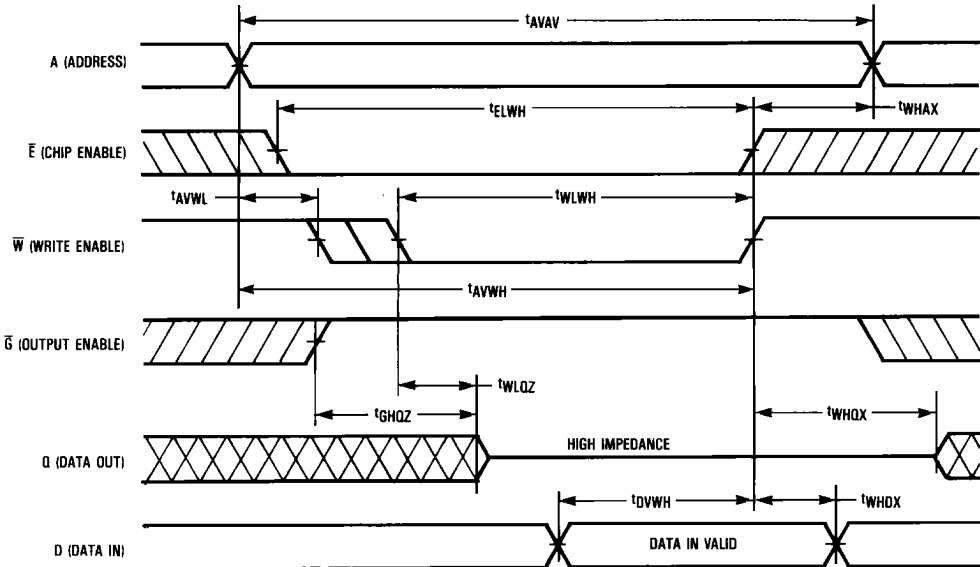 tAVAV
A (ADDRESS)
tELWH
tWHAX
E̅ (CHIP ENABLE)
tAVWL
tWLWH
W̅ (WRITE ENABLE)
tAVWH
G̅ (OUTPUT ENABLE)
tWLQZ
tGHQZ
tWHQX
Q (DATA OUT)
HIGH IMPEDANCE
tDVWH
tWHDX
D (DATA IN)
DATA IN VALID